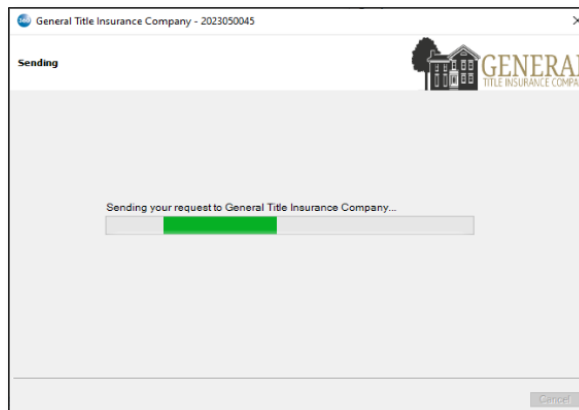 General Title Insurance Company - 2023050045
Sending
GENERAL
TITLE INSURANCE COMPA
Sending your request to General Title Insurance Company...
Cancel